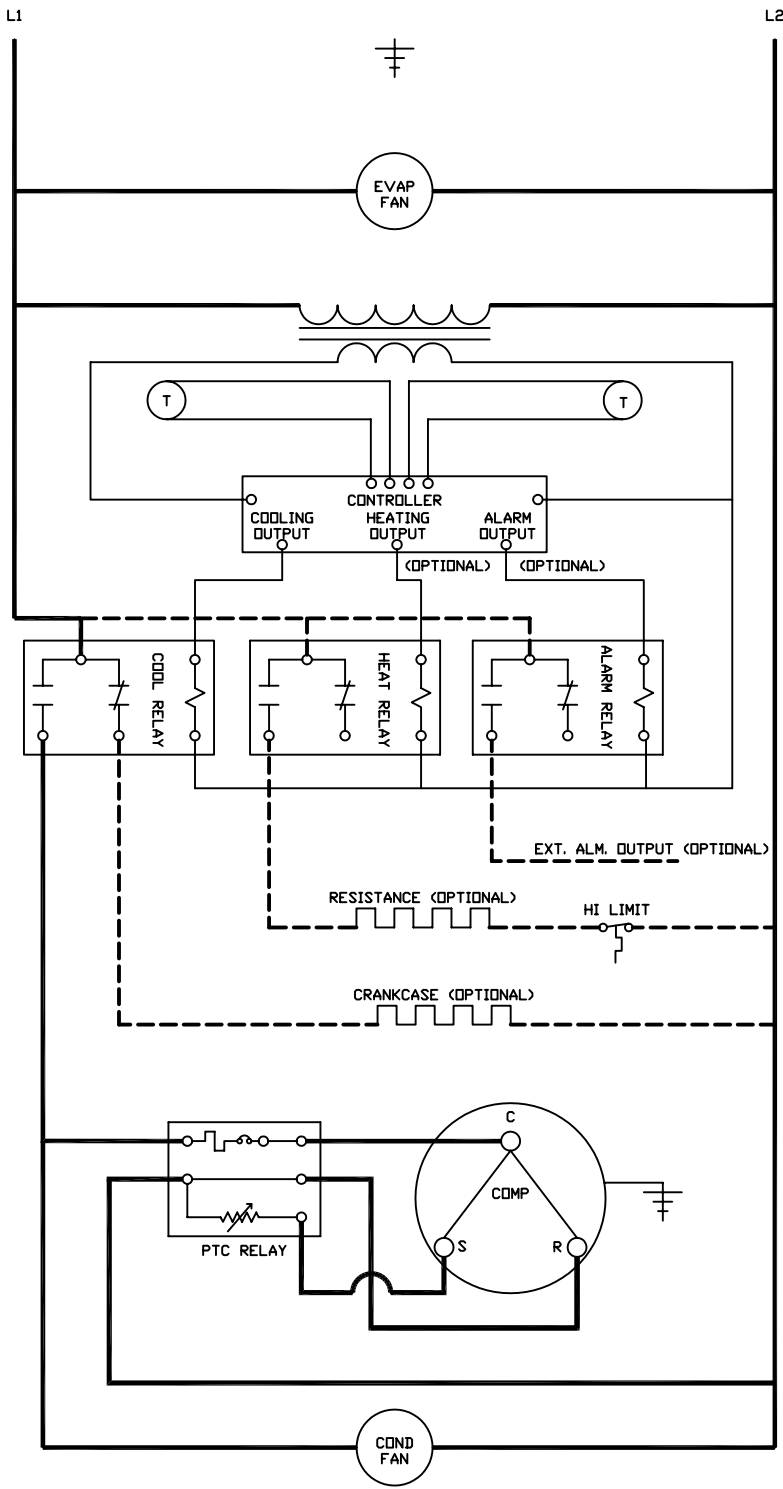 L1
L2
EVAP
FAN
T
T
CONTROLLER
COOLING
OUTPUT
HEATING
OUTPUT
ALARM
OUTPUT
(OPTIONAL)
(OPTIONAL)
COOL RELAY
HEAT RELAY
ALARM RELAY
EXT. ALM. OUTPUT (OPTIONAL)
RESISTANCE (OPTIONAL)
HI LIMIT
CRANKCASE (OPTIONAL)
C
COMP
S
R
PTC RELAY
COND
FAN